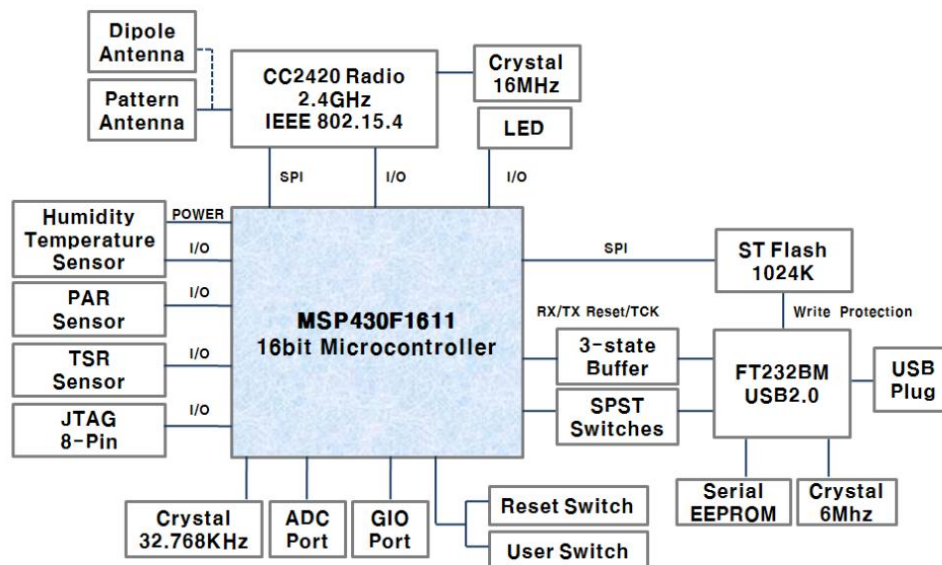 Dipole
Antenna
Pattern
Antenna
CC2420 Radio
2.4GHz
IEEE 802.15.4
Crystal
16MHz
LED
SPI
I/O
I/O
Humidity
Temperature
Sensor
POWER
I/O
PAR
Sensor
I/O
TSR
Sensor
I/O
JTAG
8-Pin
I/O
MSP430F1611
16bit Microcontroller
SPI
ST Flash
1024K
Write Protection
RX/TX Reset/TCK
3-state
Buffer
SPST
Switches
FT232BM
USB2.0
USB
Plug
Serial
EEPROM
Crystal
6Mhz
Crystal
32.768KHz
ADC
Port
GIO
Port
Reset Switch
User Switch